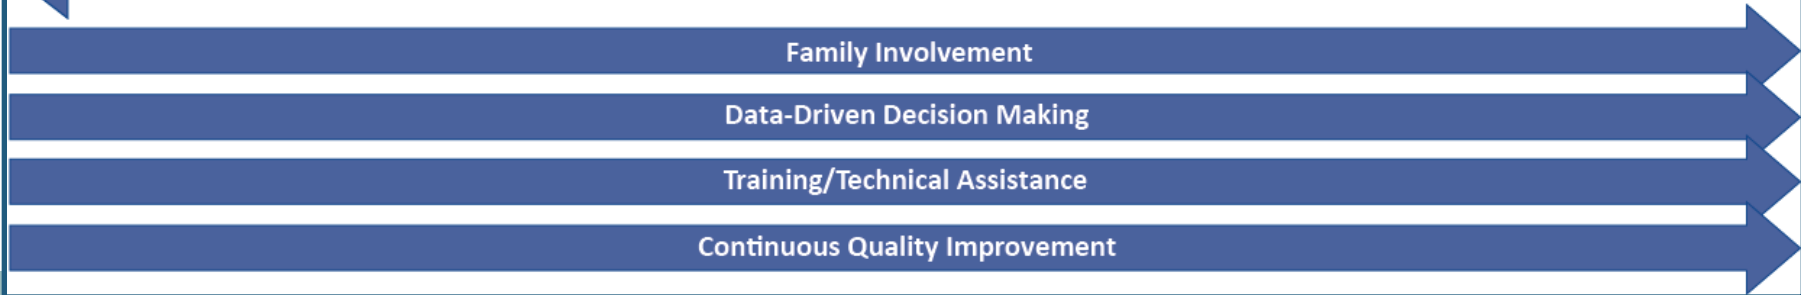 Family Involvement
Data-Driven Decision Making
Training/Technical Assistance
Continuous Quality Improvement